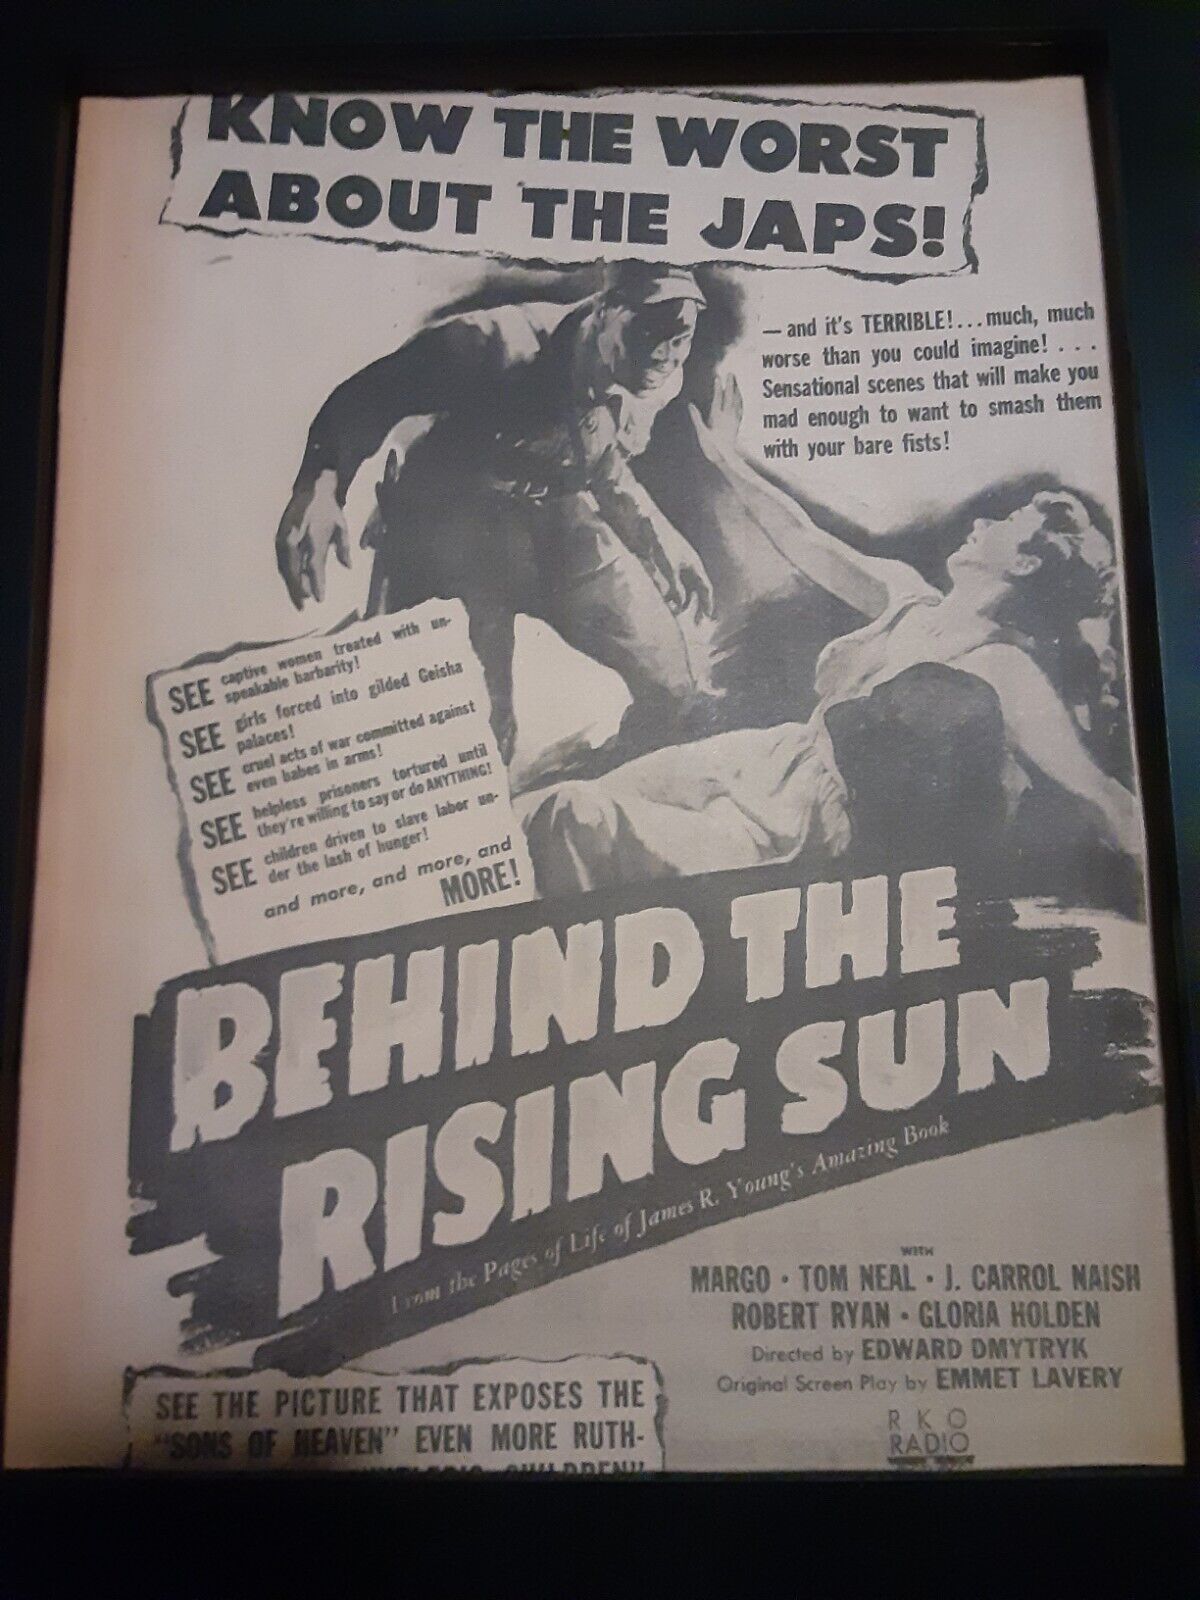 KNOW THE WORST
ABOUT THE JAPS!
—and it's TERRIBLE!...much, much
worse than you could imagine! . . .
Sensational scenes that will make you
mad enough to want to smash them
with your bare fists!
SEE captive women treated with un-
speakable barbarity!
SEE girls forced into gilded Geisha
palaces!
SEE cruel acts of war committed against
even babes in arms!
SEE helpless prisoners tortured until
they're willing to say or do ANYTHING!
SEE children driven to slave labor un-
der the lash of hunger!
and more, and more, and
MORE!
BEHIND THE
RISING SUN
From the Pages of Life of James R. Young's Amazing Book
WITH
MARGO • TOM NEAL • J. CARROL NAISH
ROBERT RYAN • GLORIA HOLDEN
Directed by EDWARD DMYTRYK
Original Screen Play by EMMET LAVERY
RKO
RADIO
SEE THE PICTURE THAT EXPOSES THE
"SONS OF HEAVEN" EVEN MORE RUTH-
CHILDREN"